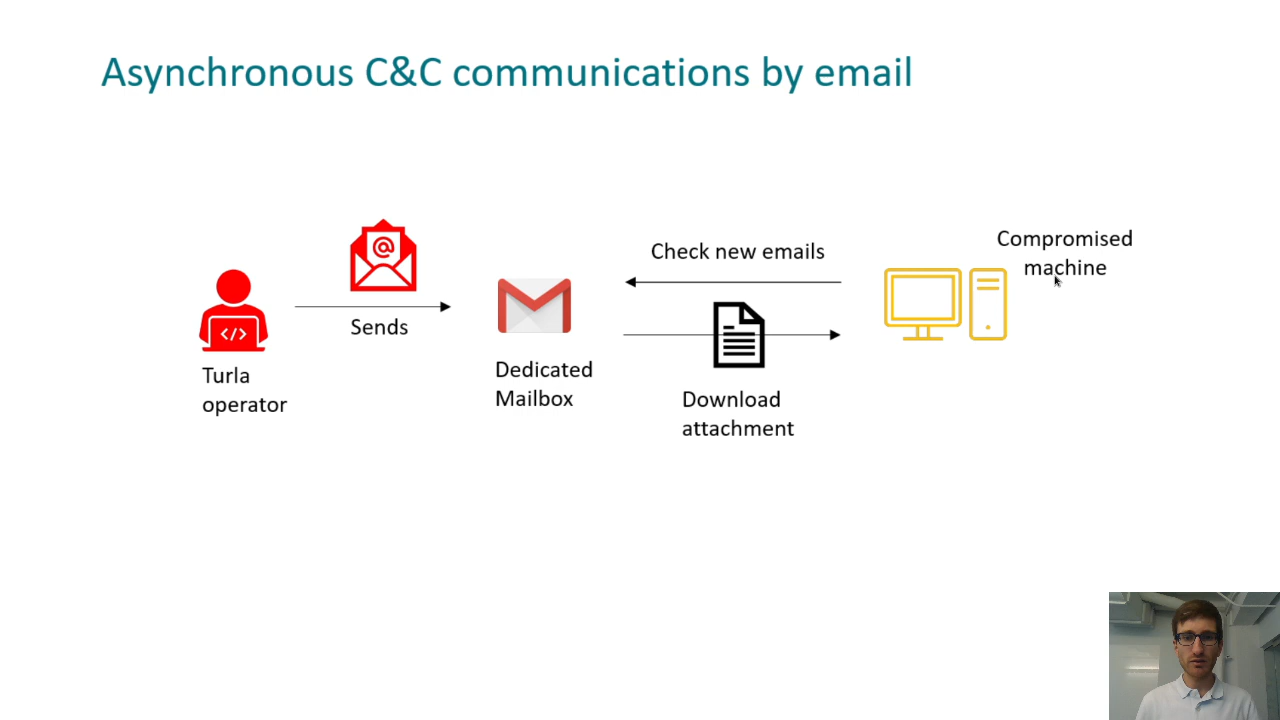 Asynchronous C&C communications by email
Sends
Turla
operator
Dedicated
Mailbox
Check new emails
Download
attachment
Compromised
machine